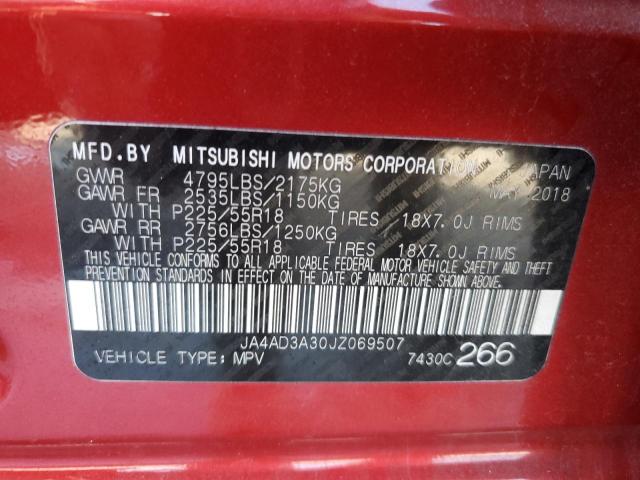 MFD.BY MITSUBISHI MOTORS CORPORATION JAPAN
GVWR 4795LBS/2175KG MAY 2018
GAWR FR 2535LBS/1150KG
WITH P225/55R18 TIRES 18X7.0J RIMS
GAWR RR 2756LBS/1250KG
WITH P225/55R18 TIRES 18X7.0J RIMS
THIS VEHICLE CONFORMS TO ALL APPLICABLE FEDERAL MOTOR VEHICLE SAFETY AND THEFT
PREVENTION STANDARDS IN EFFECT ON THE DATE OF MANUFACTURE SHOWN ABOVE.
JA4AD3A30JZ069507
VEHICLE TYPE: MPV 7430C 266